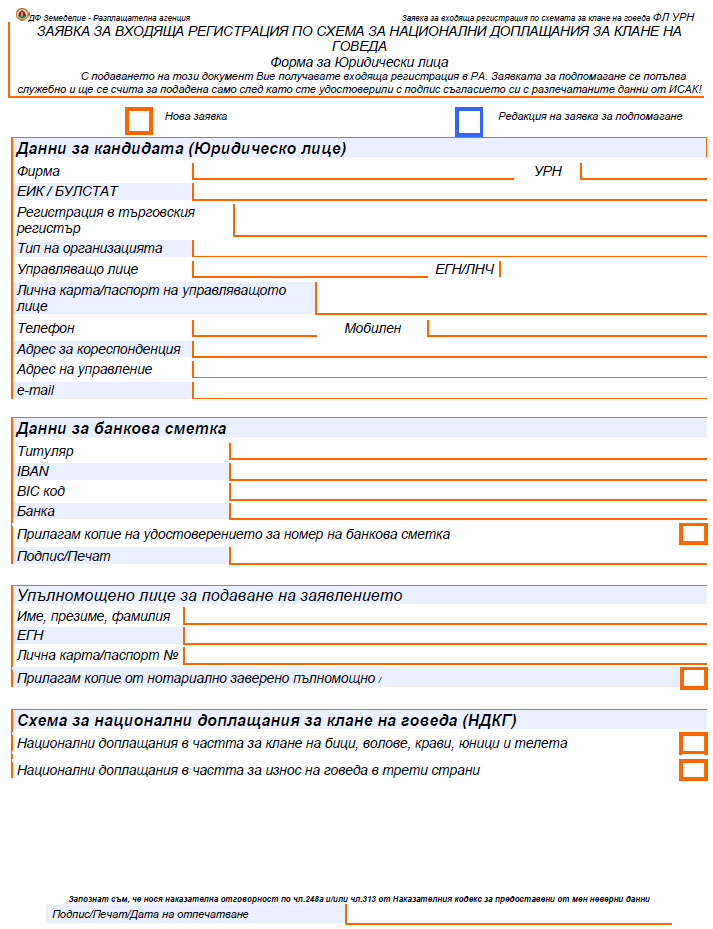 ДФ Земеделие - Разплащателна агенция
Заявка за входяща регистрация по схемата за клане на говеда ФЛ УРН
ЗАЯВКА ЗА ВХОДЯЩА РЕГИСТРАЦИЯ ПО СХЕМА ЗА НАЦИОНАЛНИ ДОПЛАЩАНИЯ ЗА КЛАНЕ НА
ГОВЕДА
Форма за Юридически лица
С подаването на този документ Вие получавате входяща регистрация в РА. Заявката за подпомагане се попълва
служебно и ще се счита за подадена само след като сте удостоверили с подпис съгласието си с разпечатаните данни от ИСАК!
Нова заявка
Редакция на заявка за подпомагане
Данни за кандидата (Юридическо лице)
Фирма
УРН
ЕИК / БУЛСТАТ
Регистрация в търговския
регистър
Тип на организацията
Управляващо лице
ЕГН/ЛНЧ
Лична карта/паспорт на управляващото
лице
Телефон
Мобилен
Адрес за кореспонденция
Адрес на управление
e-mail
Данни за банкова сметка
Титуляр
IBAN
BIC код
Банка
Прилагам копие на удостоверението за номер на банкова сметка
Подпис/Печат
Упълномощено лице за подаване на заявлението
Име, презиме, фамилия
ЕГН
Лична карта/паспорт №
Прилагам копие от нотариално заверено пълномощно /
Схема за национални доплащания за клане на говеда (НДКГ)
Национални доплащания в частта за клане на бици, волове, крави, юници и телета
Национални доплащания в частта за износ на говеда в трети страни
Запознат съм, че нося наказателна отговорност по чл.248а и/или чл.313 от Наказателния кодекс за предоставени от мен неверни данни
Подпис/Печат/Дата на отпечатване